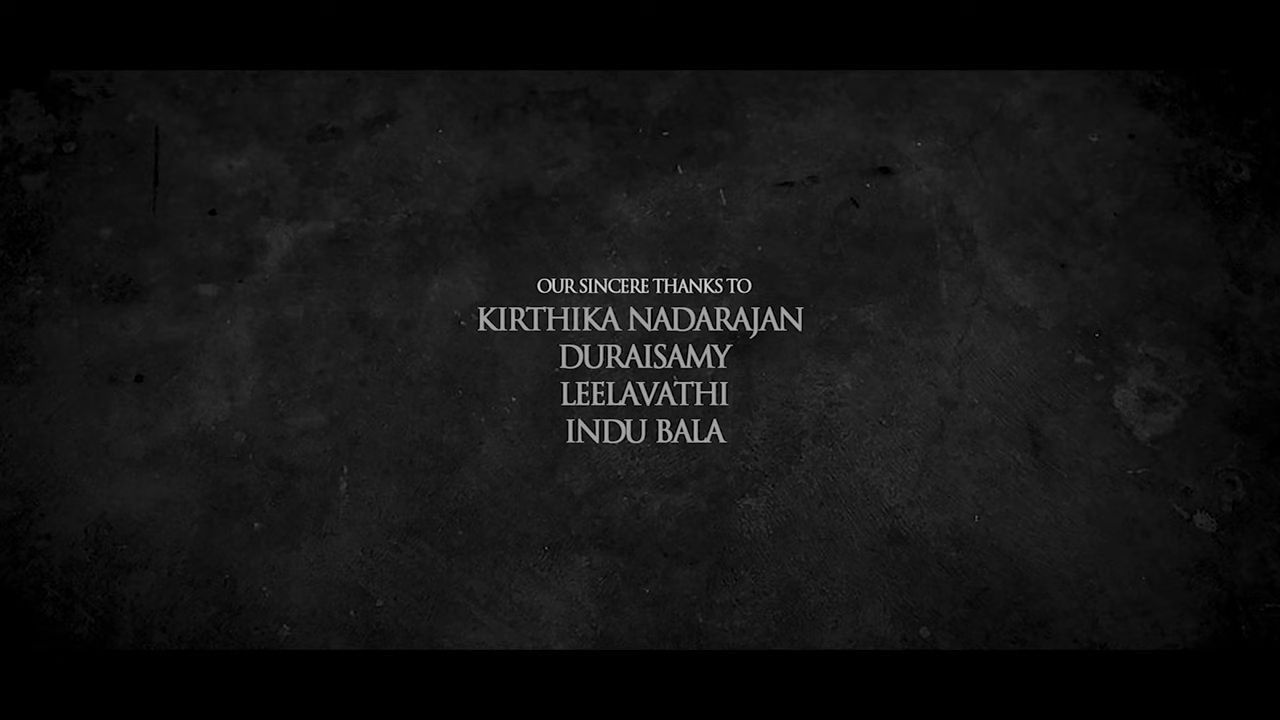 OUR SINCERE THANKS TO
KIRTHIKA NADARAJAN
DURAISAMY
LEELAVATHI
INDU BALA